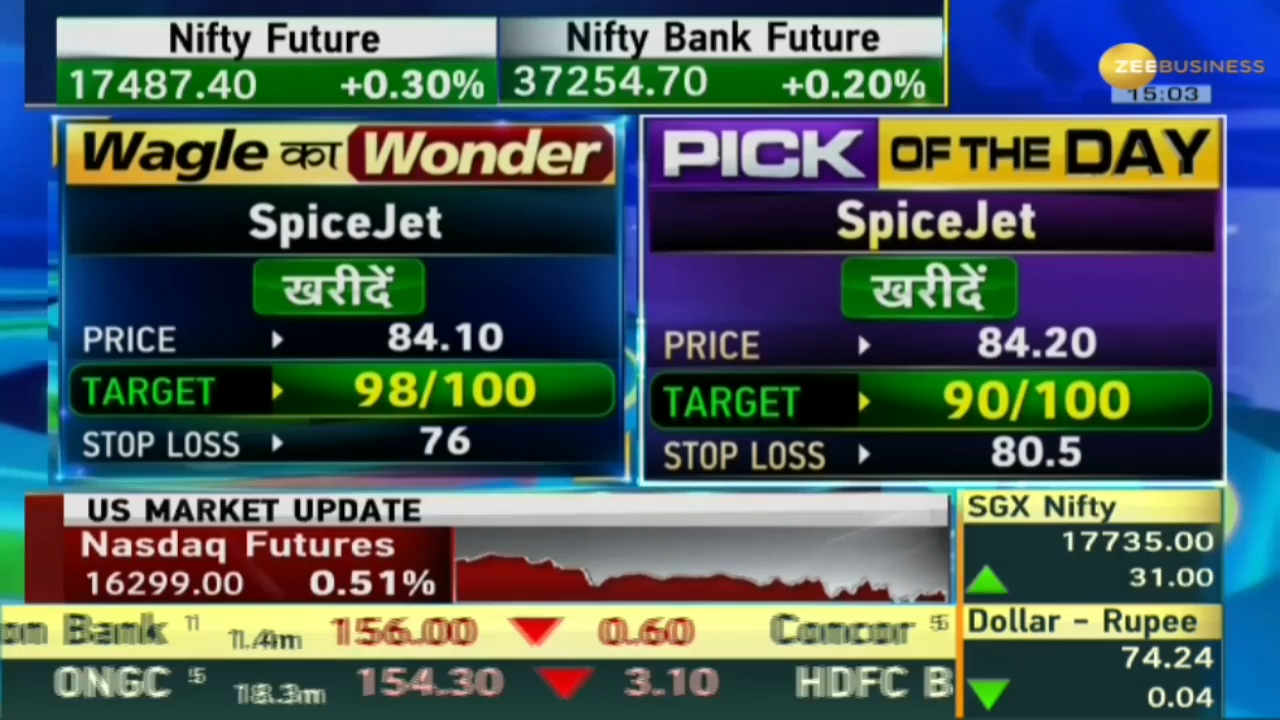 Nifty Future
Nifty Bank Future
17487.40 +0.30%
37254.70 +0.20%
ZEEBUSINESS
15:03
Wagle का Wonder
SpiceJet
खरीदें
PRICE 84.10
TARGET 98/100
STOP LOSS 76
PICK OF THE DAY
SpiceJet
खरीदें
PRICE 84.20
TARGET 90/100
STOP LOSS 80.5
US MARKET UPDATE
Nasdaq Futures
16299.00 0.51%
SGX Nifty
17735.00
31.00
Dollar - Rupee
74.24
0.04
on Bank 11 1.4m 156.00 0.60 Concor
ONGC 18.3m 154.30 3.10 HDFC B